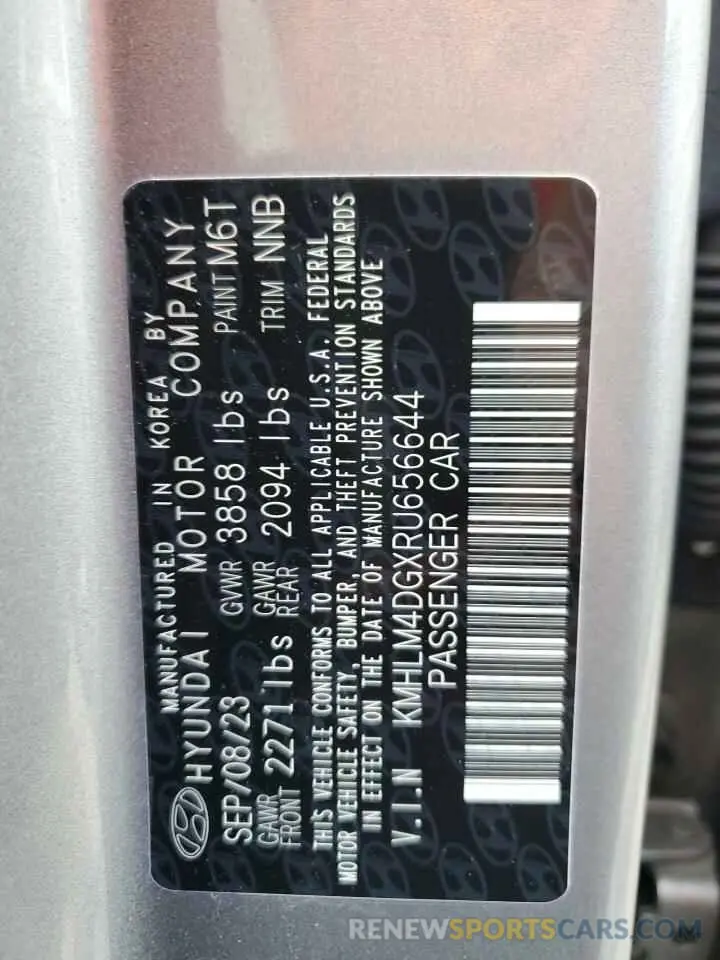 MANUFACTURED IN KOREA BY
HYUNDAI MOTOR COMPANY
SEP/08/23 GVWR 3858 lbs PAINT M6T
GAWR FRONT 2271 lbs GAWR REAR 2094 lbs TRIM NNB
THIS VEHICLE CONFORMS TO ALL APPLICABLE U.S.A. FEDERAL
MOTOR VEHICLE SAFETY, BUMPER, AND THEFT PREVENTION STANDARDS
IN EFFECT ON THE DATE OF MANUFACTURE SHOWN ABOVE
V.I.N KMHLM4DGXRU656644
PASSENGER CAR
RENEWSPORTSCARS.COM